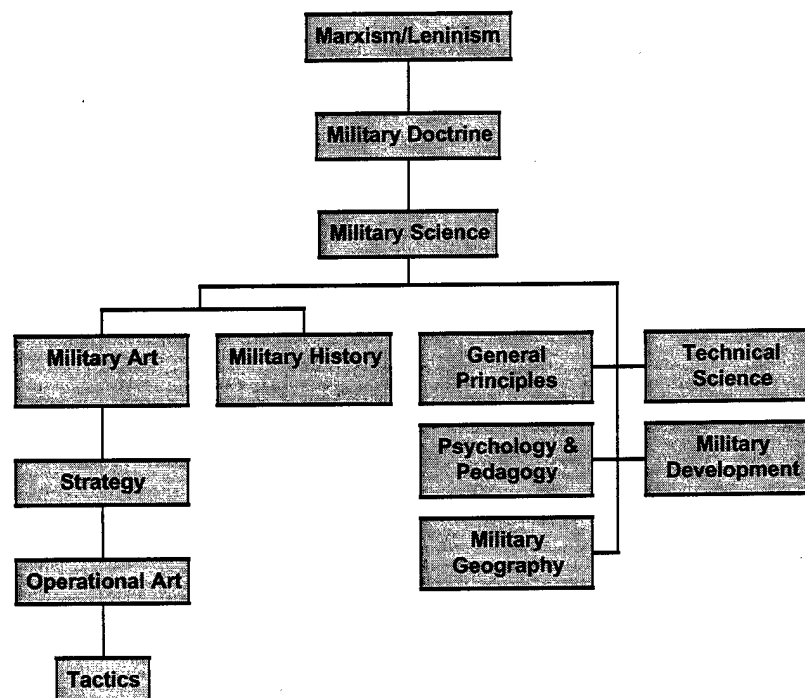 Marxism/Leninism
Military Doctrine
Military Science
Military Art
Military History
General
Principles
Technical
Science
Psychology &
Pedagogy
Military
Development
Strategy
Military
Geography
Operational Art
Tactics